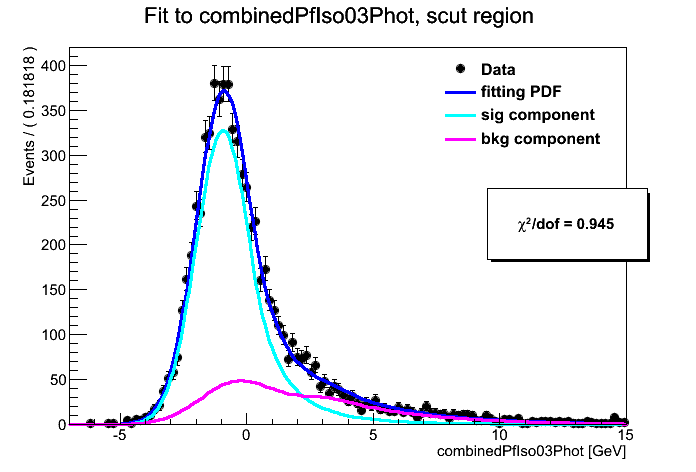 Fit to combinedPfIso03Phot, scut region
Events / ( 0.181818 )
400
350
300
250
200
150
100
50
0
Data
fitting PDF
sig component
bkg component
χ²/dof = 0.945
-5
0
5
10
15
combinedPfIso03Phot [GeV]